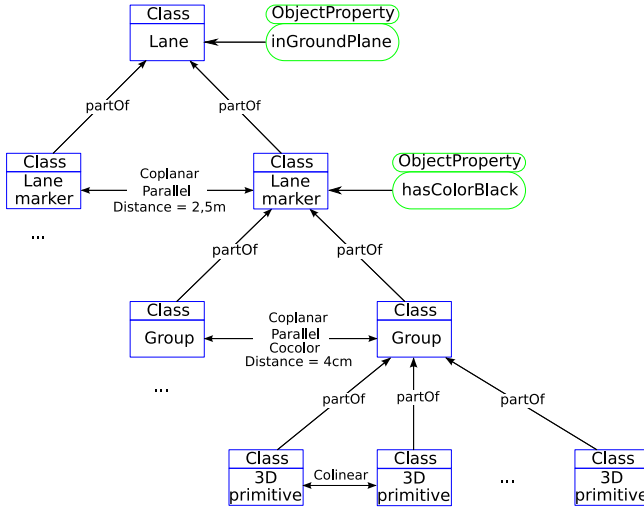 Class
ObjectProperty
Lane
inGroundPlane
partOf
partOf
Class
Class
ObjectProperty
Lane
marker
Coplanar
Parallel
Distance = 2,5m
Lane
marker
hasColorBlack
...
partOf
partOf
Class
Class
Group
Coplanar
Parallel
Cocolor
Distance = 4cm
Group
...
partOf
partOf
partOf
Class
Class
Class
3D
primitive
Colinear
3D
primitive
...
3D
primitive